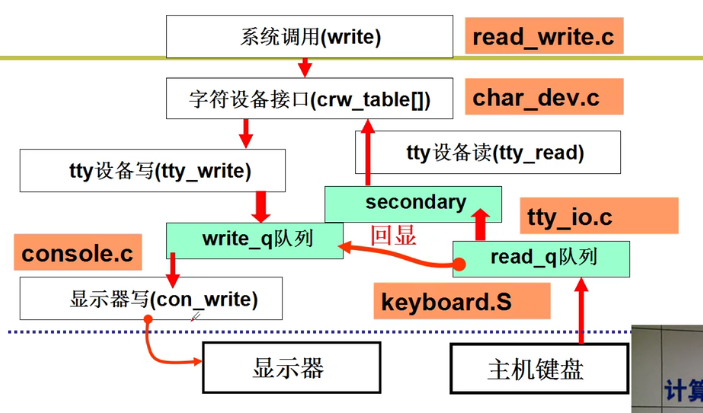 系统调用(write)
read_write.c
字符设备接口(crw_table[])
char_dev.c
tty设备写(tty_write)
tty设备读(tty_read)
secondary
tty_io.c
write_q队列
回显
console.c
read_q队列
显示器写(con_write)
keyboard.S
显示器
主机键盘
计算